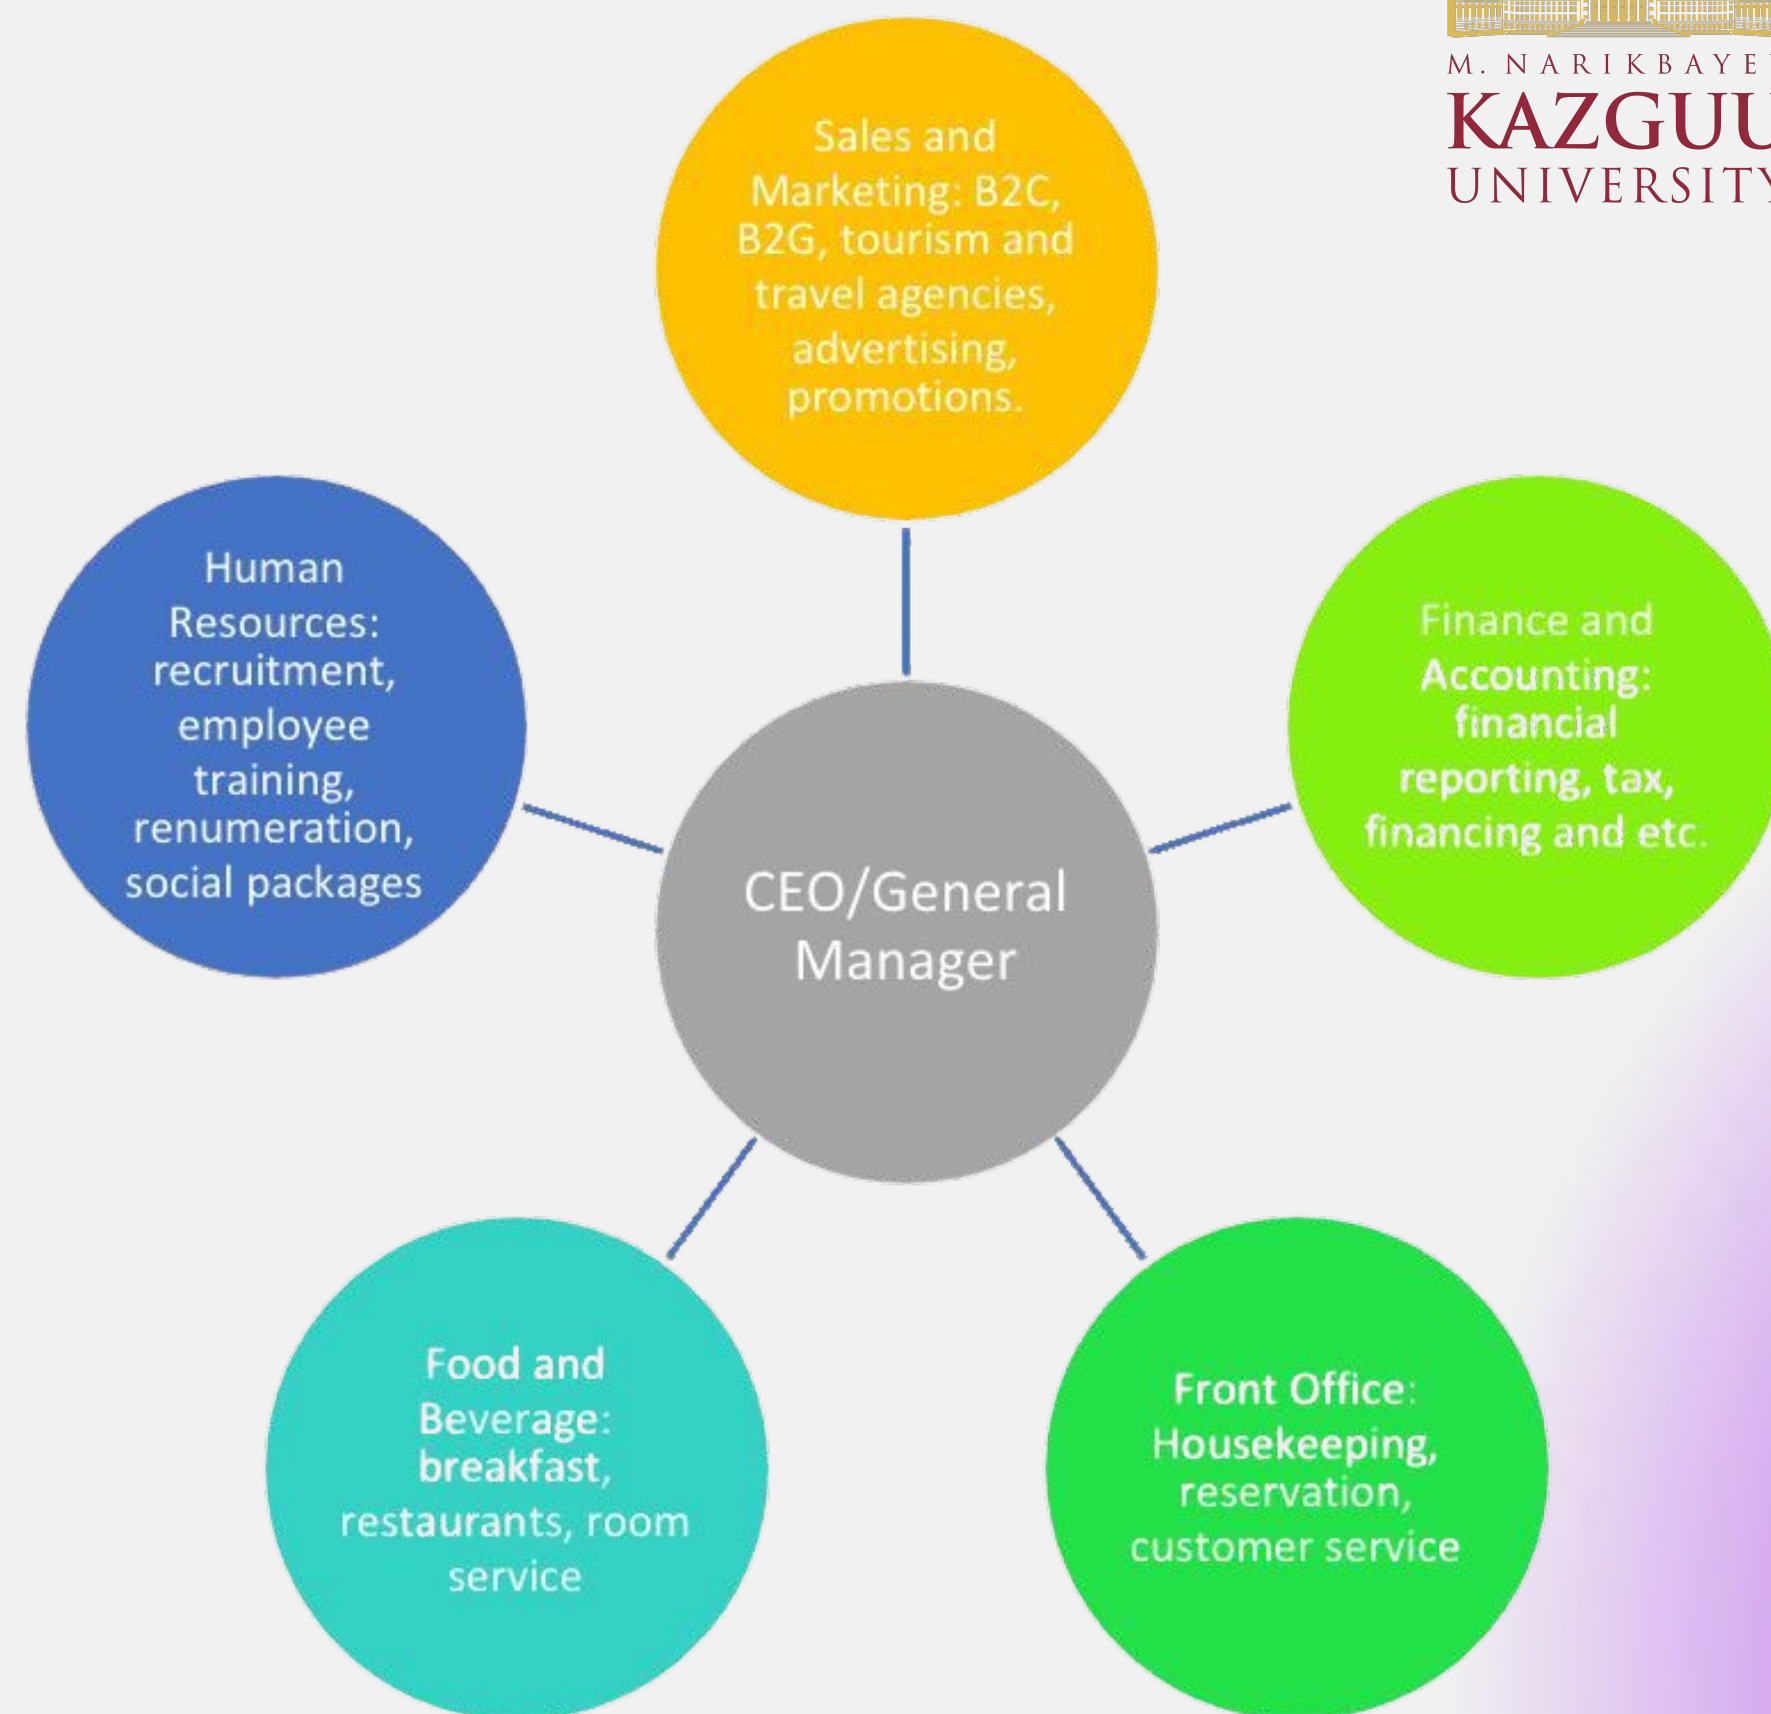 M. NARIKBAYE
KAZGUU
UNIVERSITY
Sales and
Marketing: B2C,
B2G, tourism and
travel agencies,
advertising,
promotions.
Human
Resources:
recruitment,
employee
training,
renumeration,
social packages
Finance and
Accounting:
financial
reporting, tax,
financing and etc.
CEO/General
Manager
Food and
Beverage:
breakfast,
restaurants, room
service
Front Office:
Housekeeping,
reservation,
customer service